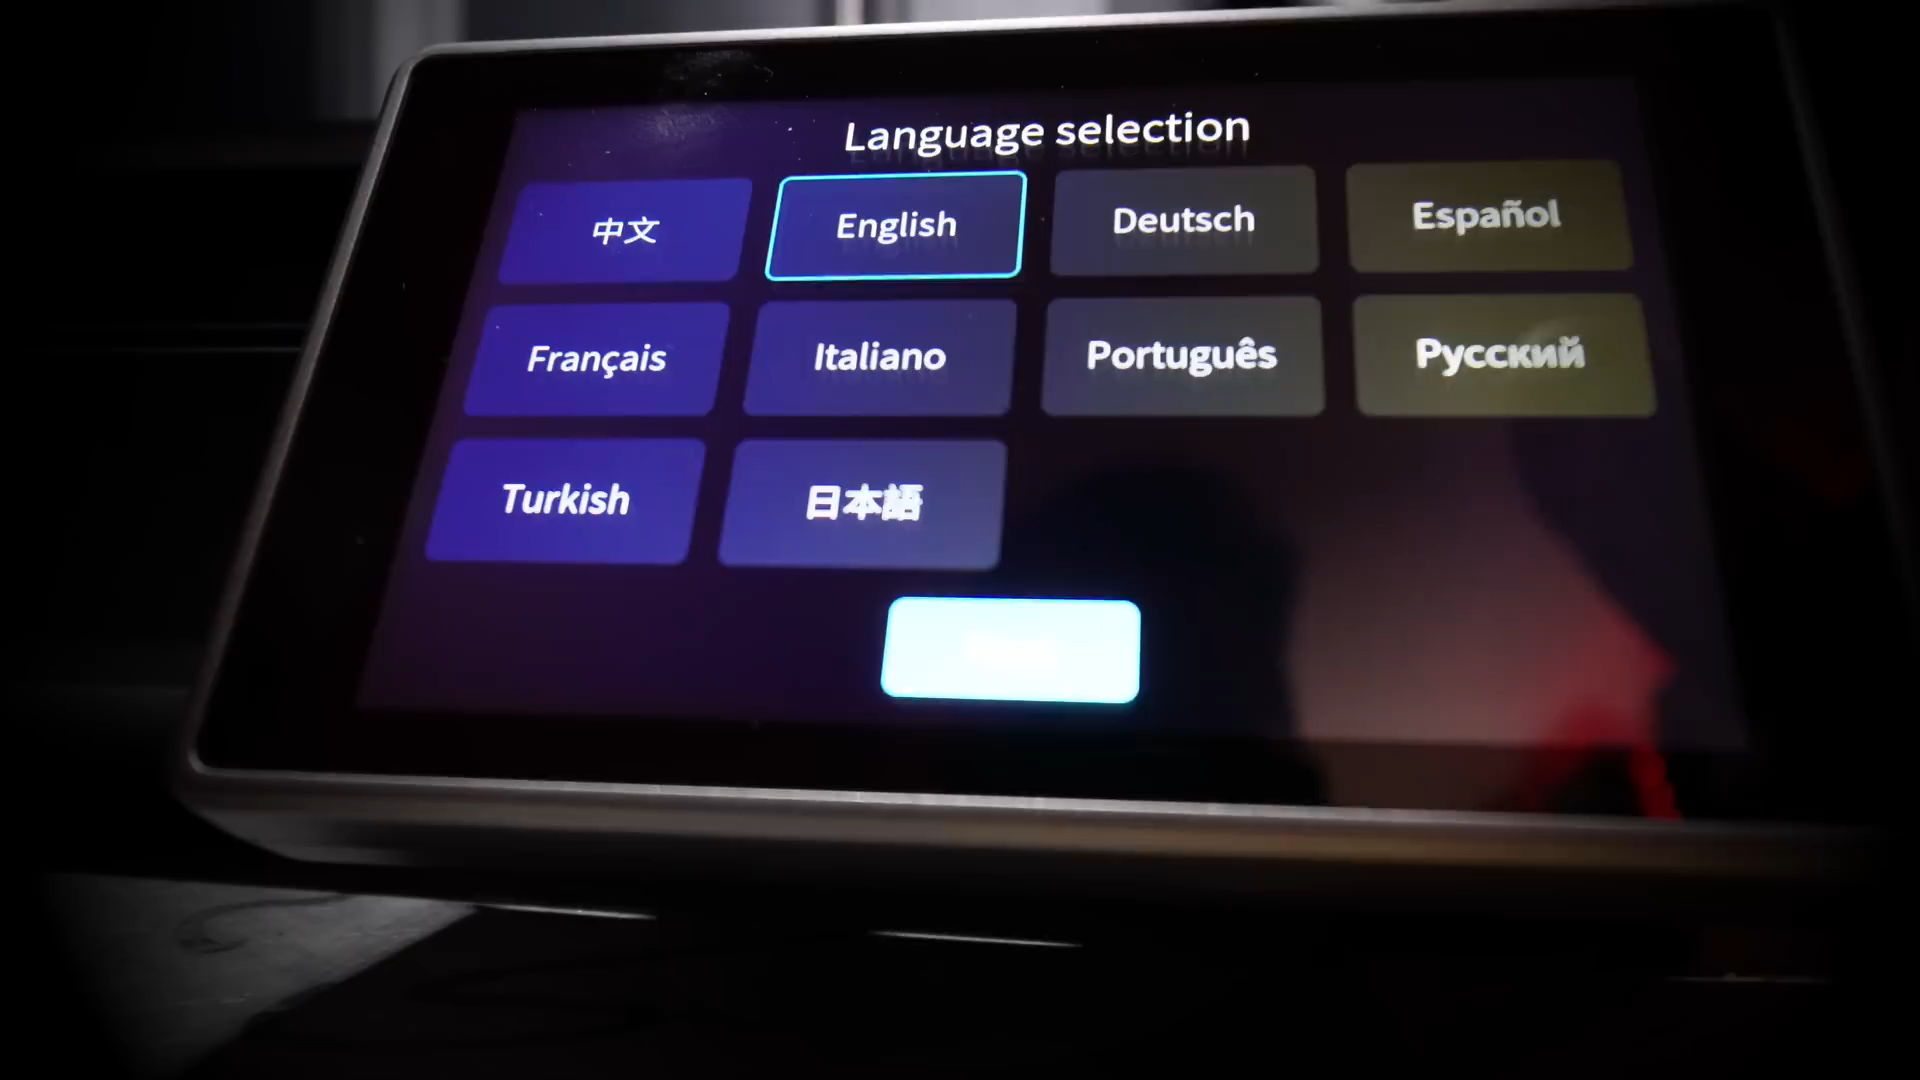 Language selection
中文
English
Deutsch
Español
Français
Italiano
Português
Русский
Turkish
日本語